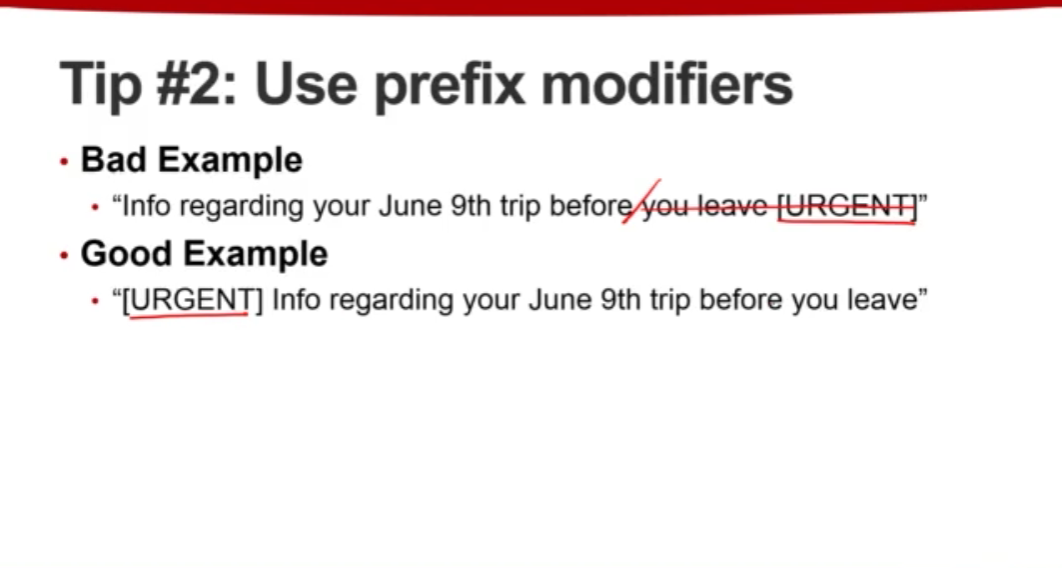 Tip #2: Use prefix modifiers
• Bad Example
• “Info regarding your June 9th trip before you leave [URGENT]”
• Good Example
• “[URGENT] Info regarding your June 9th trip before you leave”